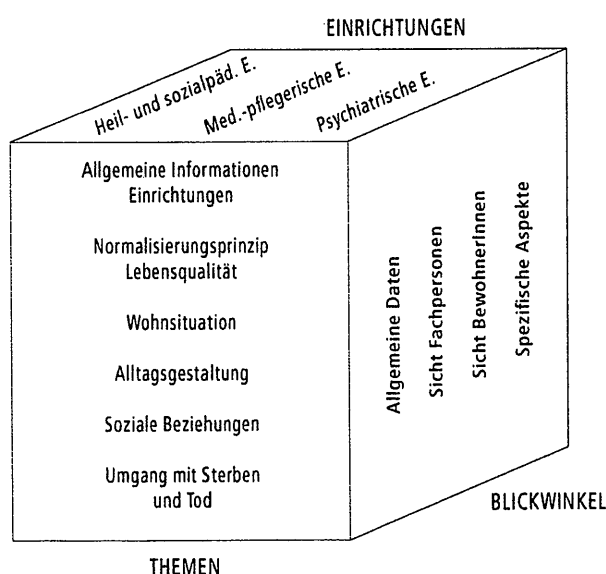 EINRICHTUNGEN
Heil- und sozialpäd. E.
Med.-pflegerische E.
Psychiatrische E.
Allgemeine Informationen
Einrichtungen
Normalisierungsprinzip
Lebensqualität
Wohnsituation
Alltagsgestaltung
Soziale Beziehungen
Umgang mit Sterben
und Tod
Allgemeine Daten
Sicht Fachpersonen
Sicht BewohnerInnen
Spezifische Aspekte
BLICKWINKEL
THEMEN